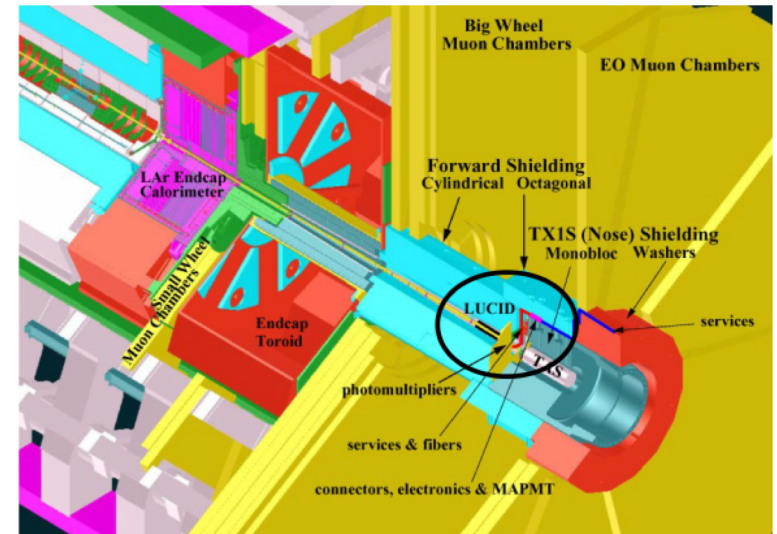 Big Wheel
Muon Chambers
EO Muon Chambers
Forward Shielding
Cylindrical Octagonal
LAr Endcap
Calorimeter
TX1S (Nose) Shielding
Monobloc Washers
Small Wheel
Muon Chambers
LUCID
services
Endcap
Toroid
TAS
photomultipliers
services & fibers
connectors, electronics & MAPMT